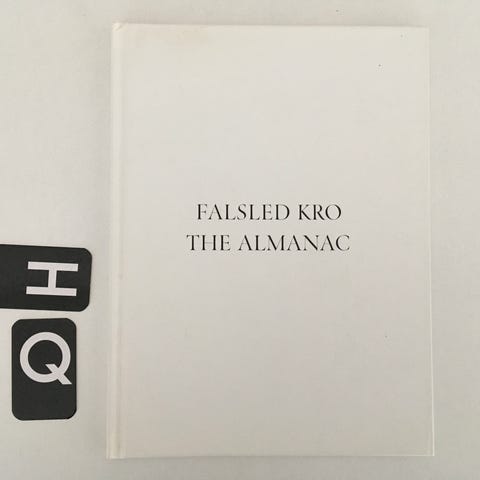 FALSLED KRO
THE ALMANAC
H
Q